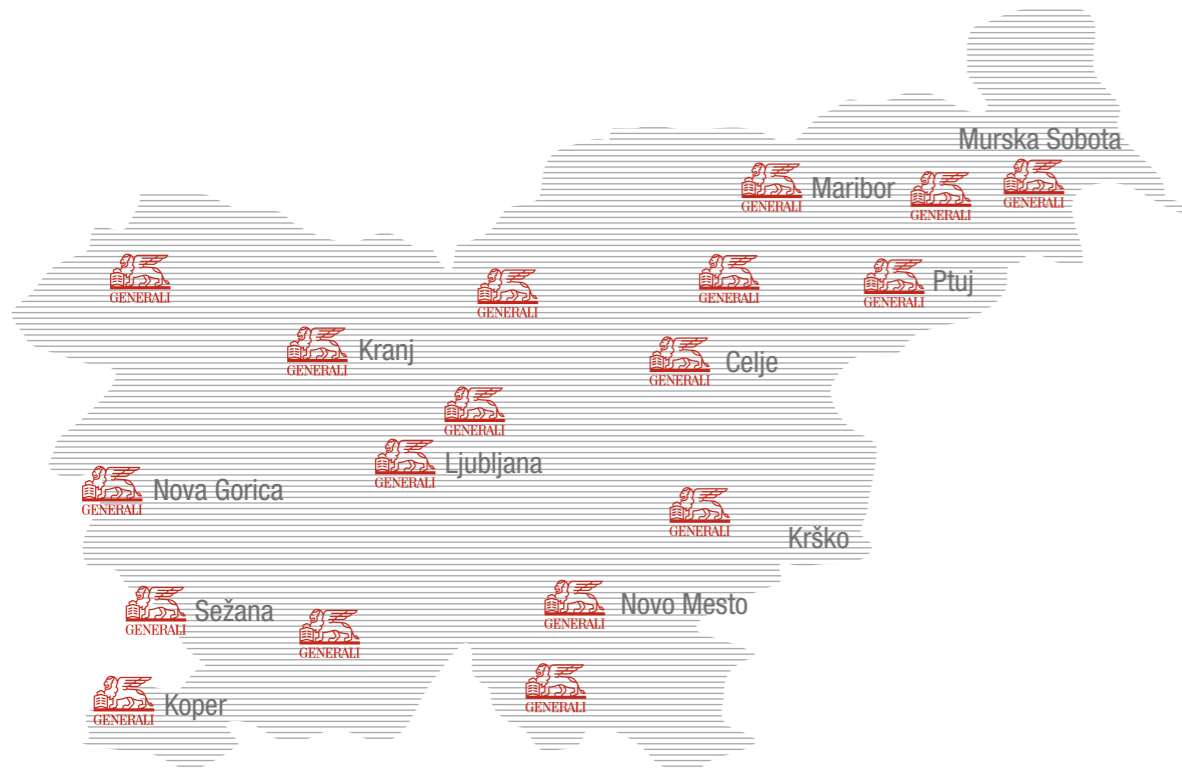 Murska Sobota
GENERALI
Maribor
GENERALI
GENERALI
GENERALI
GENERALI
GENERALI
GENERALI
Ptuj
GENERALI
GENERALI
Kranj
GENERALI
Celje
GENERALI
GENERALI
Ljubljana
GENERALI
Nova Gorica
GENERALI
Krško
GENERALI
Sežana
GENERALI
GENERALI
Novo Mesto
GENERALI
Koper
GENERALI